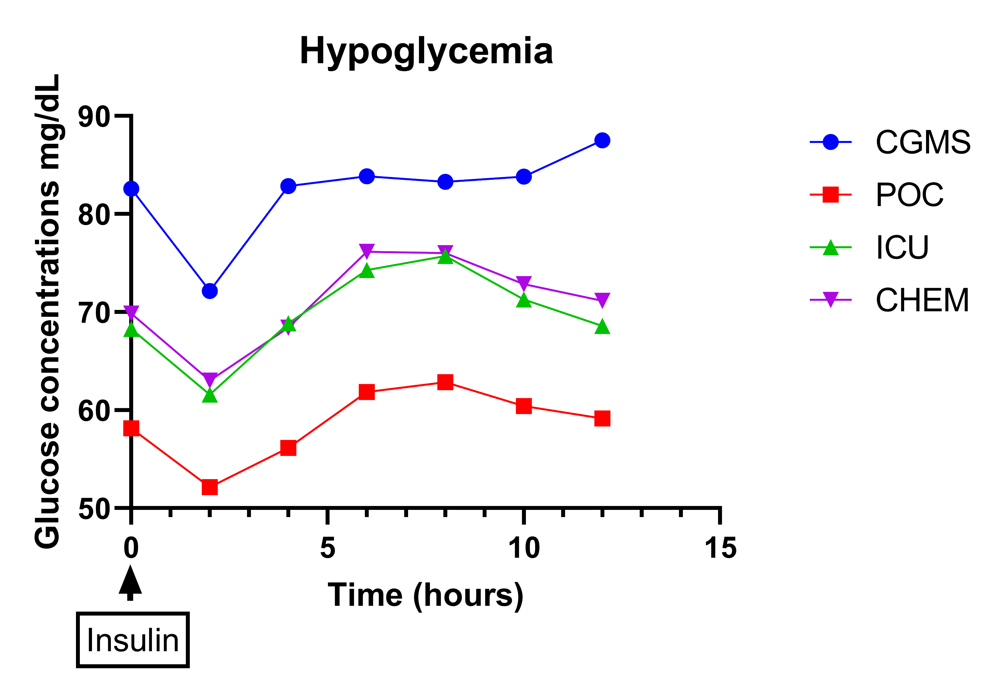 Hypoglycemia
Glucose concentrations mg/dL
90
80
70
60
50
0
5
10
15
Time (hours)
Insulin
CGMS
POC
ICU
CHEM